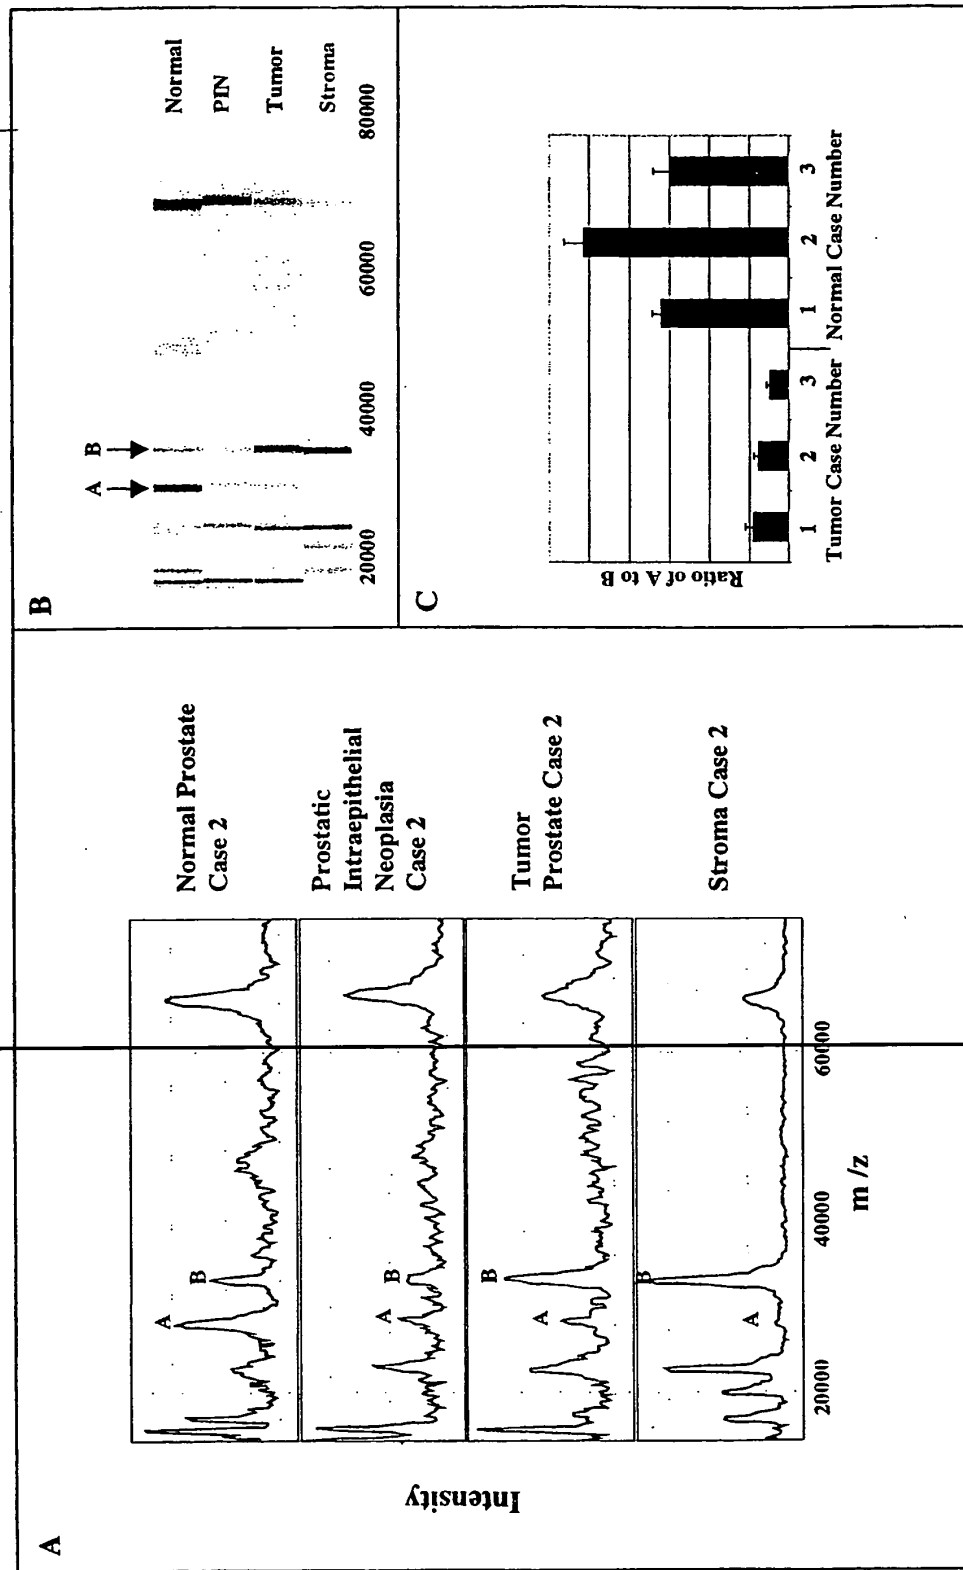 A
Intensity
A
B
Normal Prostate
Case 2
A
B
Prostatic
Intraepithelial
Neoplasia
Case 2
A
B
Tumor
Prostate Case 2
A
B
Stroma Case 2
20000
40000
60000
m /z
B
A
B
Normal
PIN
Tumor
Stroma
20000
40000
60000
80000
C
Ratio of A to B
1
2
3
1
2
3
Tumor Case Number
Normal Case Number